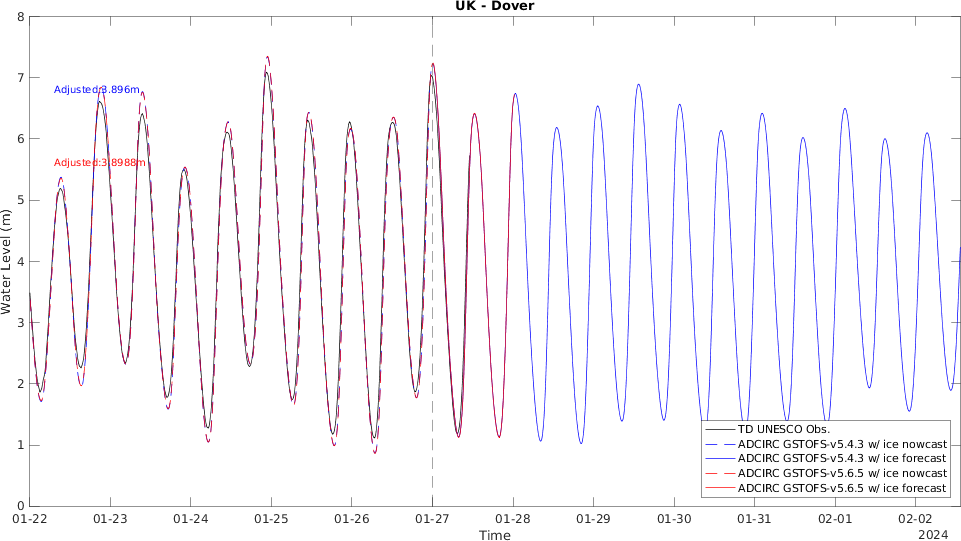 UK - Dover
8
7
6
5
4
3
2
1
0
Water Level (m)
Adjusted:3.896m
Adjusted:3.8988m
TD UNESCO Obs.
ADCIRC GSTOFS-v5.4.3 w/ ice nowcast
ADCIRC GSTOFS-v5.4.3 w/ ice forecast
ADCIRC GSTOFS-v5.6.5 w/ ice nowcast
ADCIRC GSTOFS-v5.6.5 w/ ice forecast
01-22 01-23 01-24 01-25 01-26 01-27 01-28 01-29 01-30 01-31 02-01 02-02
Time
2024